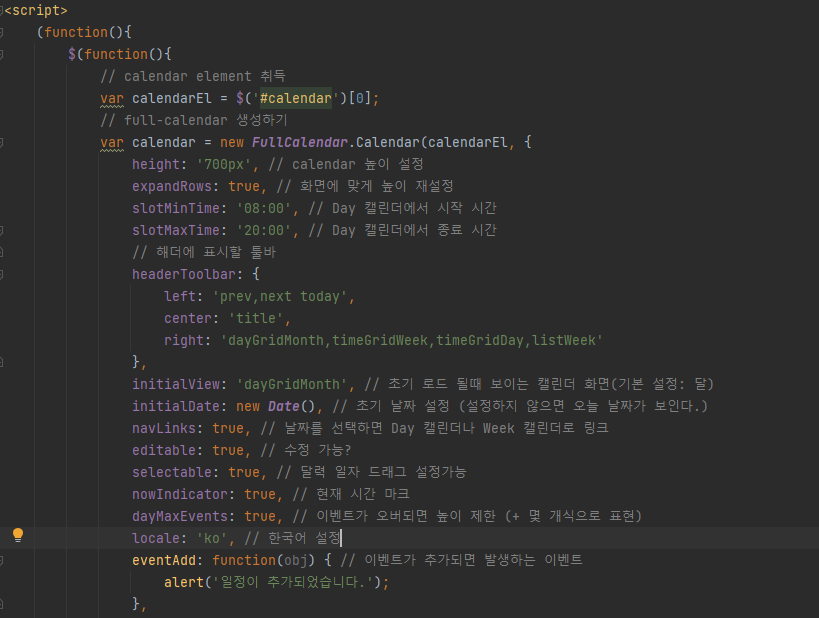 <script>
(function(){
$(function(){
// calendar element 취득
var calendarEl = $('#calendar')[0];
// full-calendar 생성하기
var calendar = new FullCalendar.Calendar(calendarEl, {
height: '700px', // calendar 높이 설정
expandRows: true, // 화면에 맞게 높이 재설정
slotMinTime: '08:00', // Day 캘린더에서 시작 시간
slotMaxTime: '20:00', // Day 캘린더에서 종료 시간
// 해더에 표시할 툴바
headerToolbar: {
left: 'prev,next today',
center: 'title',
right: 'dayGridMonth,timeGridWeek,timeGridDay,listWeek'
},
initialView: 'dayGridMonth', // 초기 로드 될때 보이는 캘린더 화면(기본 설정: 달)
initialDate: new Date(), // 초기 날짜 설정 (설정하지 않으면 오늘 날짜가 보인다.)
navLinks: true, // 날짜를 선택하면 Day 캘린더나 Week 캘린더로 링크
editable: true, // 수정 가능?
selectable: true, // 달력 일자 드래그 설정가능
nowIndicator: true, // 현재 시간 마크
dayMaxEvents: true, // 이벤트가 오버되면 높이 제한 (+ 몇 개식으로 표현)
locale: 'ko', // 한국어 설정
eventAdd: function(obj) { // 이벤트가 추가되면 발생하는 이벤트
alert('일정이 추가되었습니다.');
},